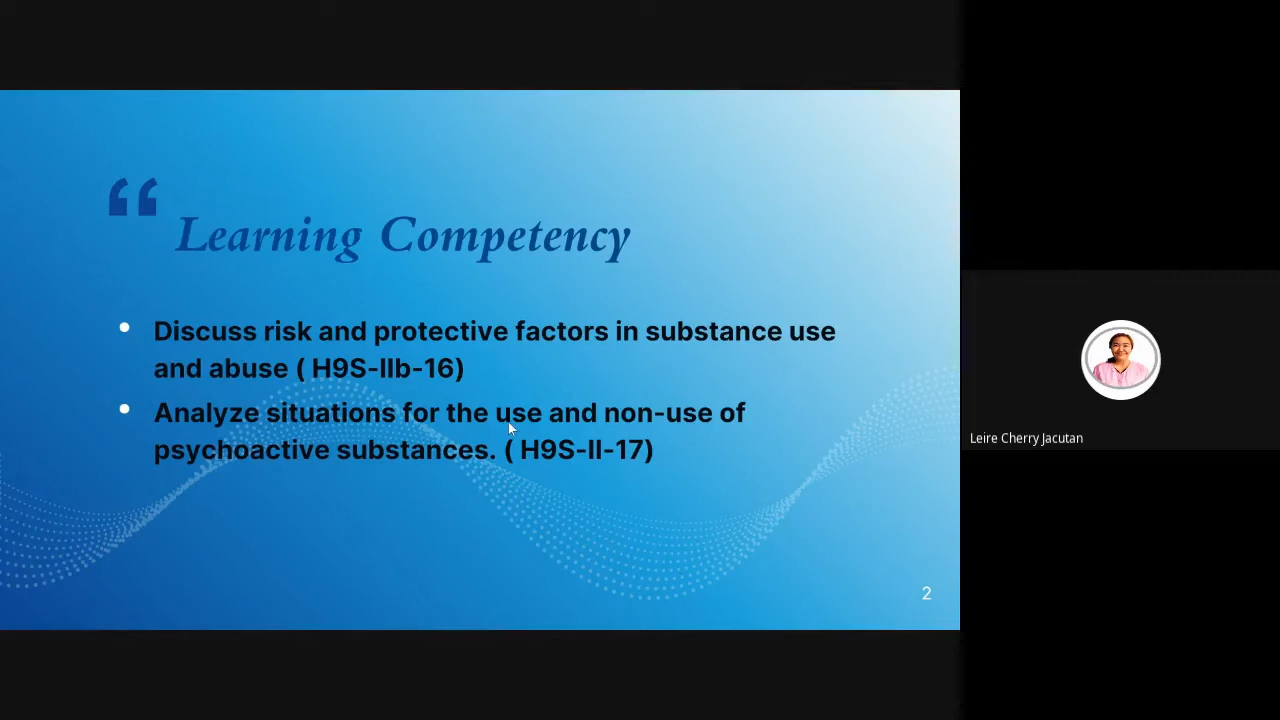 “ Learning Competency
• Discuss risk and protective factors in substance use
and abuse ( H9S-IIb-16)
• Analyze situations for the use and non-use of
psychoactive substances. ( H9S-II-17)
2
Leire Cherry Jacutan